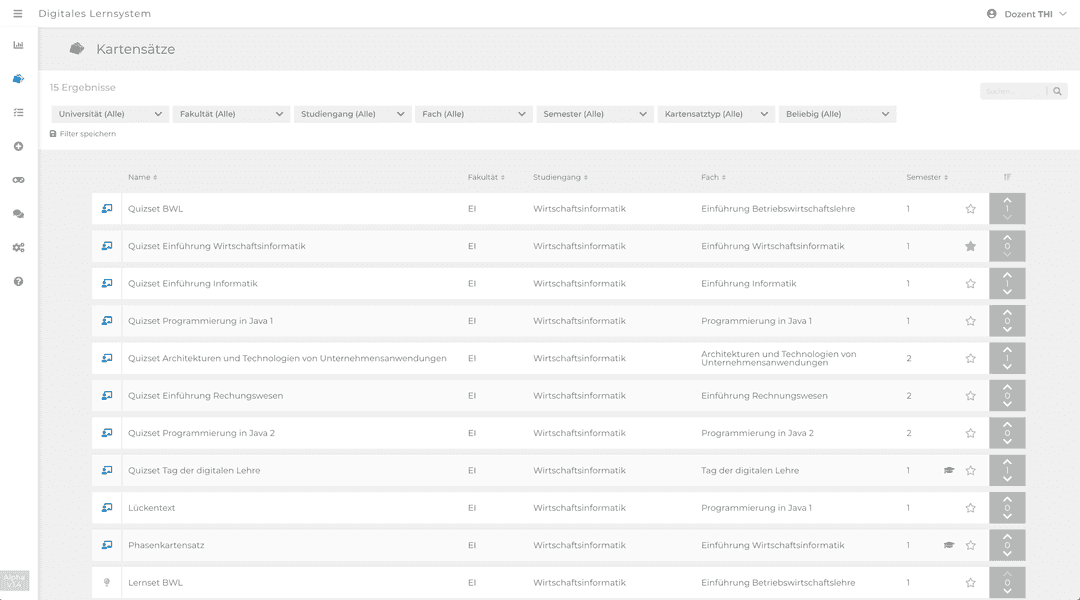 Digitales Lernsystem
Dozent THI
Kartensätze
15 Ergebnisse
Suchen...
Universität (Alle) Fakultät (Alle) Studiengang (Alle) Fach (Alle) Semester (Alle) Kartensatztyp (Alle) Beliebig (Alle)
Filter speichern
Name Fakultät Studiengang Fach Semester
Quizset BWL EI Wirtschaftsinformatik Einführung Betriebswirtschaftslehre 1 1
Quizset Einführung Wirtschaftsinformatik EI Wirtschaftsinformatik Einführung Wirtschaftsinformatik 1 0
Quizset Einführung Informatik EI Wirtschaftsinformatik Einführung Informatik 1 1
Quizset Programmierung in Java 1 EI Wirtschaftsinformatik Programmierung in Java 1 1 0
Quizset Architekturen und Technologien von Unternehmensanwendungen EI Wirtschaftsinformatik Architekturen und Technologien von
Unternehmensanwendungen 2 1
Quizset Einführung Rechungswesen EI Wirtschaftsinformatik Einführung Rechnungswesen 2 0
Quizset Programmierung in Java 2 EI Wirtschaftsinformatik Programmierung in Java 2 2 0
Quizset Tag der digitalen Lehre EI Wirtschaftsinformatik Tag der digitalen Lehre 1 1
Lückentext EI Wirtschaftsinformatik Programmierung in Java 1 1 0
Phasenkartensatz EI Wirtschaftsinformatik Einführung Wirtschaftsinformatik 1 0
Lernset BWL EI Wirtschaftsinformatik Einführung Betriebswirtschaftslehre 1 0
Alpha
v1.4